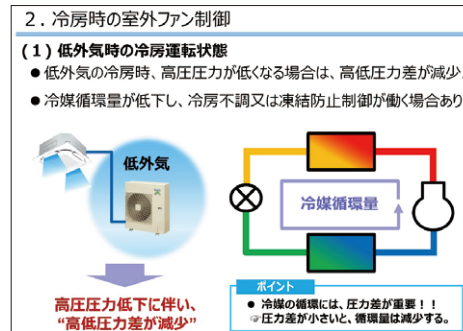 2．冷房時の室外ファン制御
(1) 低外気時の冷房運転状態
● 低外気の冷房時、高圧圧力が低くなる場合は、高低圧力差が減少
● 冷媒循環量が低下し、冷房不調又は凍結防止制御が働く場合あり
低外気
冷媒循環量
高圧圧力低下に伴い、
“高低圧力差が減少”
ポイント
● 冷媒の循環には、圧力差が重要！！
☞圧力差が小さいと、循環量は減少する。